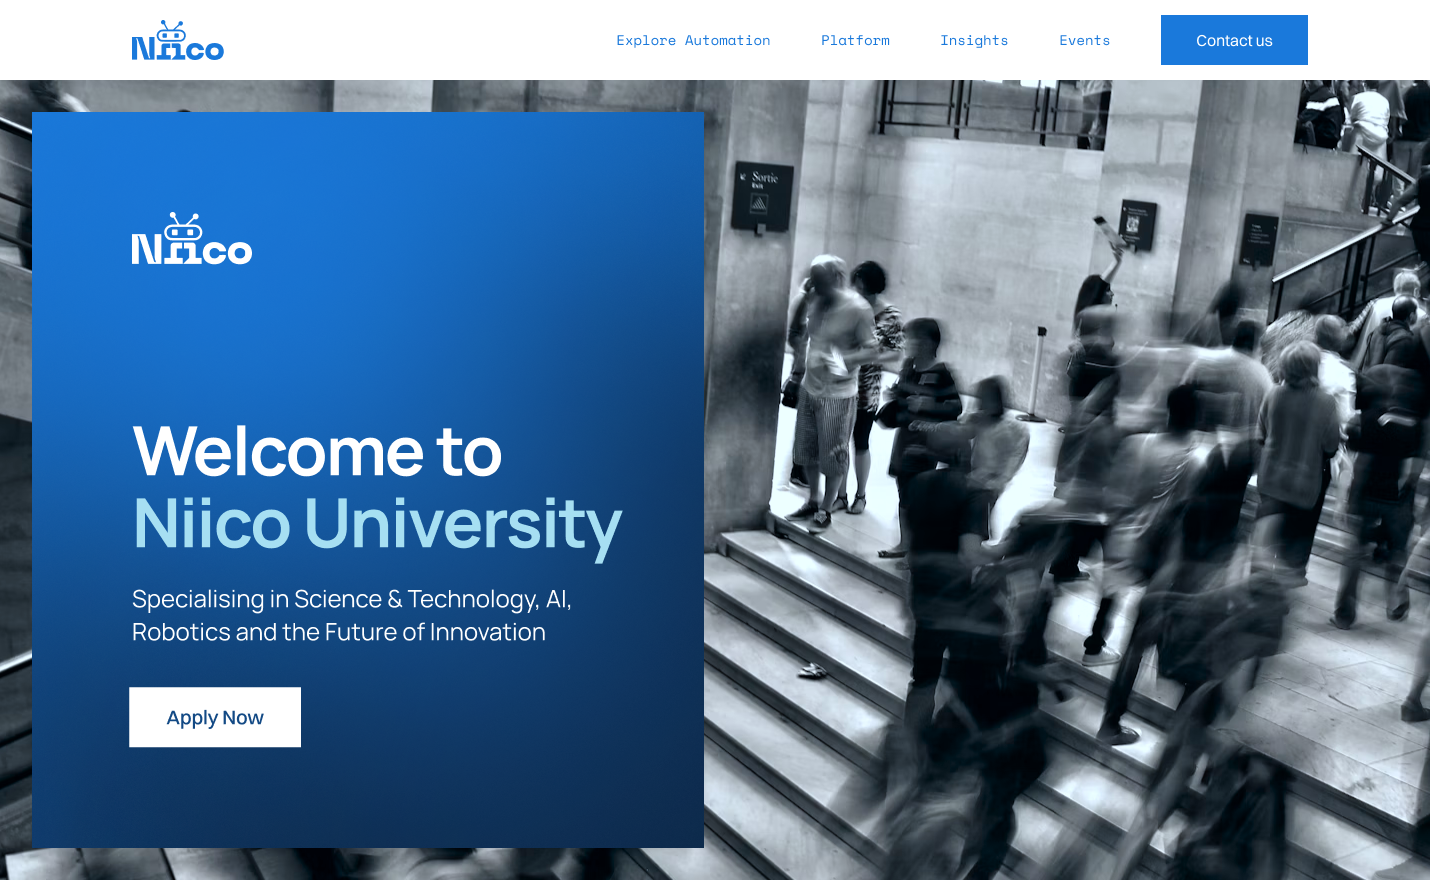 Niico
Explore Automation
Platform
Insights
Events
Contact us
Sortie
Exit
Niico
Welcome to
Niico University
Specialising in Science & Technology, AI,
Robotics and the Future of Innovation
Apply Now